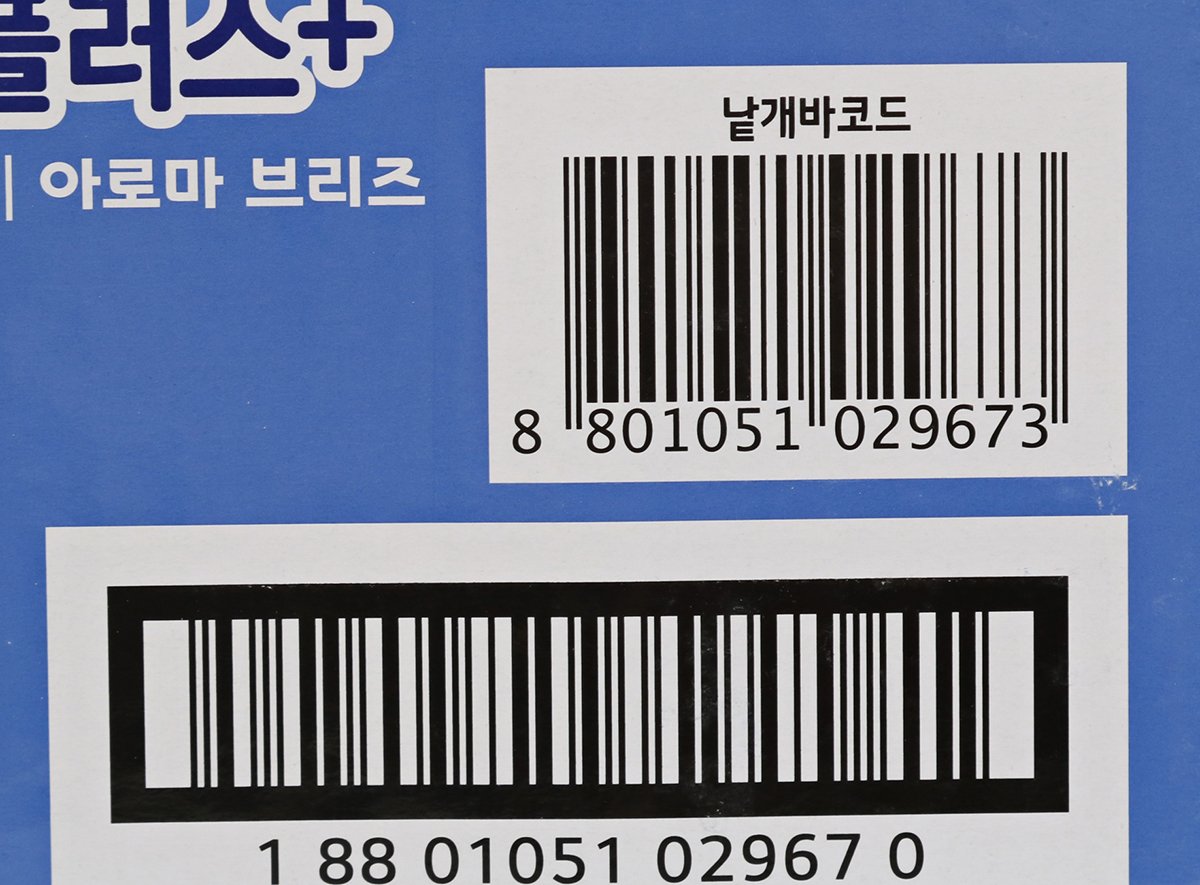 플러스+
| 아로마 브리즈
낱개바코드
8 801051 029673
1 88 01051 02967 0